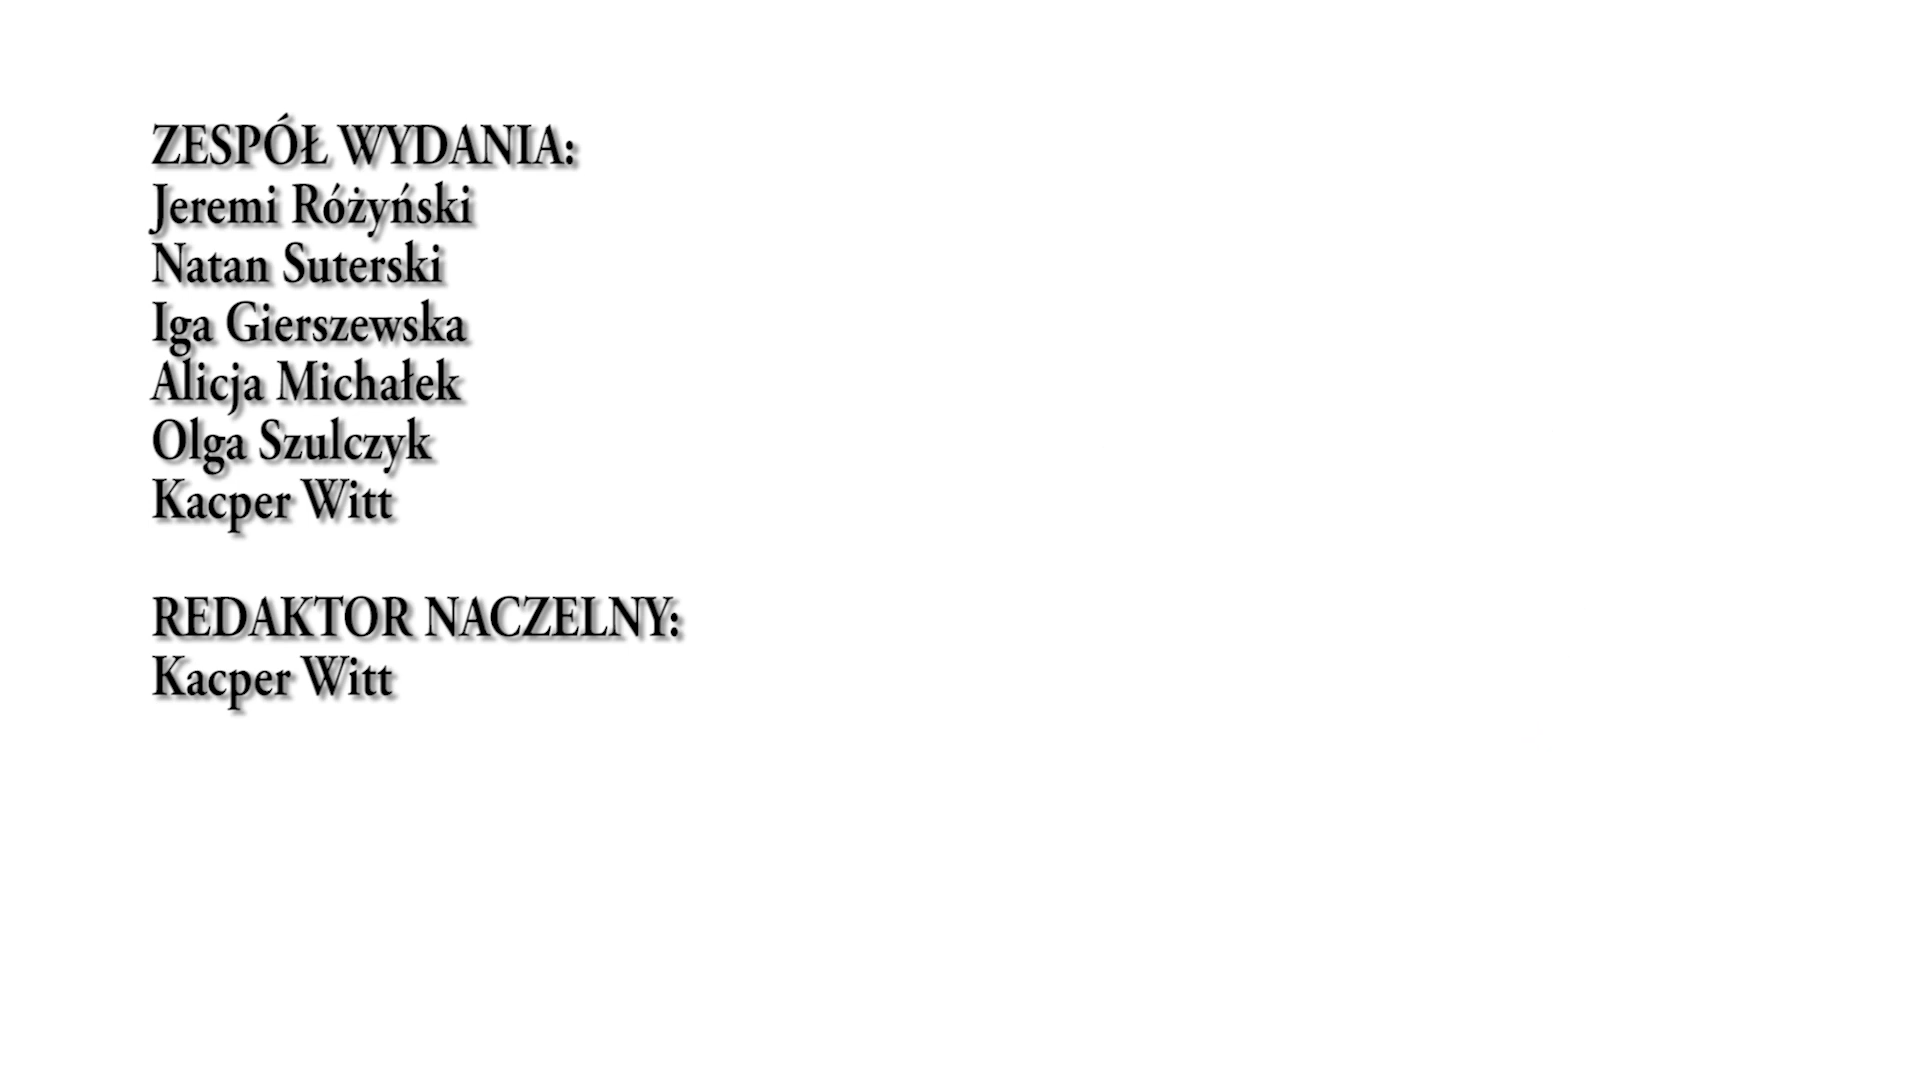 ZESPÓŁ WYDANIA:
Jeremi Różyński
Natan Suterski
Iga Gierszewska
Alicja Michałek
Olga Szulczyk
Kacper Witt
REDAKTOR NACZELNY:
Kacper Witt